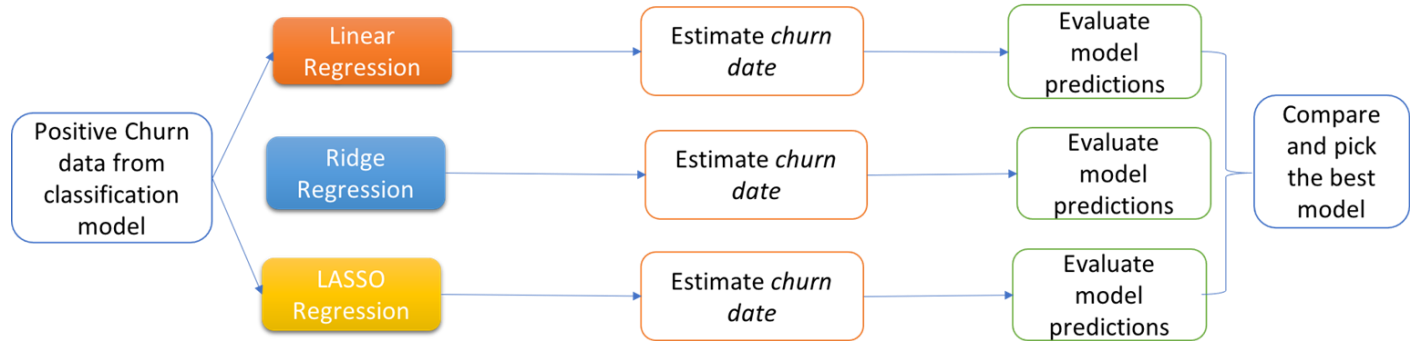 Positive Churn
data from
classification
model
Linear
Regression
Estimate churn
date
Evaluate
model
predictions
Ridge
Regression
Estimate churn
date
Evaluate
model
predictions
LASSO
Regression
Estimate churn
date
Evaluate
model
predictions
Compare
and pick
the best
model